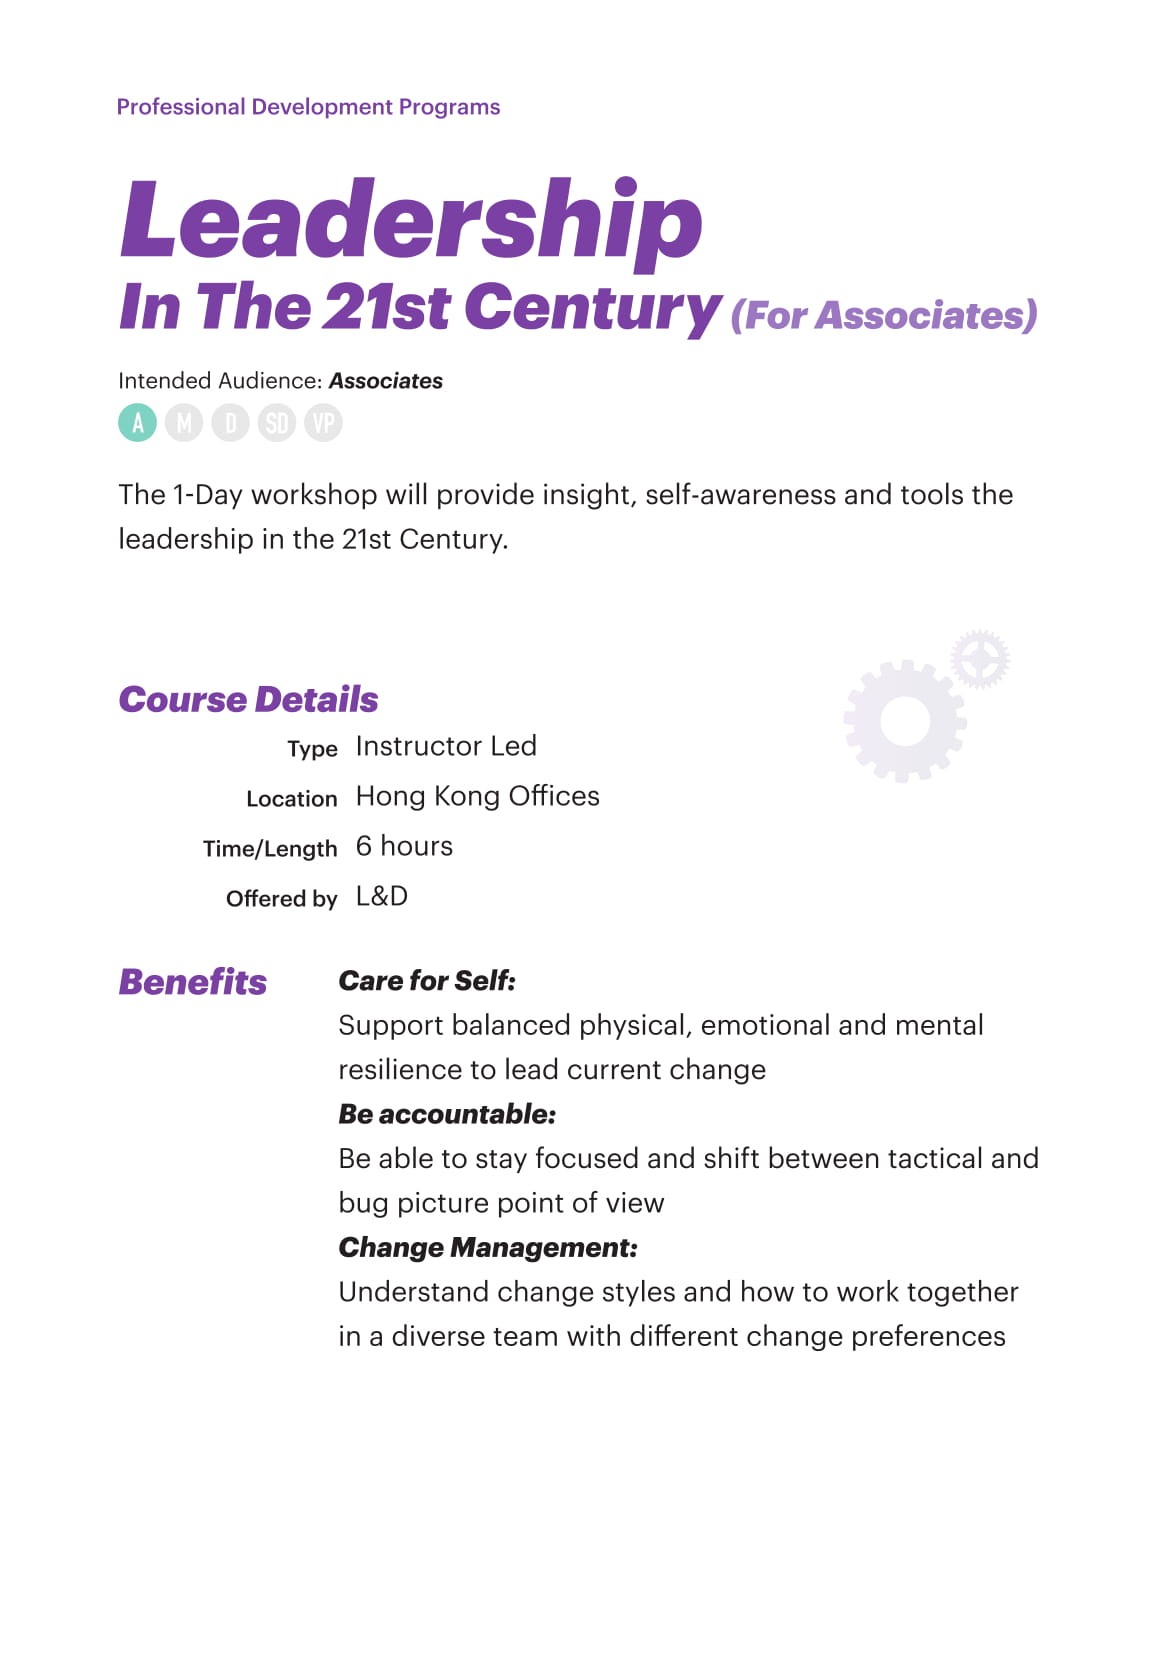 Professional Development Programs
Leadership
In The 21st Century (For Associates)
Intended Audience: Associates
A M D SD VP
The 1-Day workshop will provide insight, self-awareness and tools the
leadership in the 21st Century.
Course Details
Type Instructor Led
Location Hong Kong Offices
Time/Length 6 hours
Offered by L&D
Benefits Care for Self:
Support balanced physical, emotional and mental
resilience to lead current change
Be accountable:
Be able to stay focused and shift between tactical and
bug picture point of view
Change Management:
Understand change styles and how to work together
in a diverse team with different change preferences